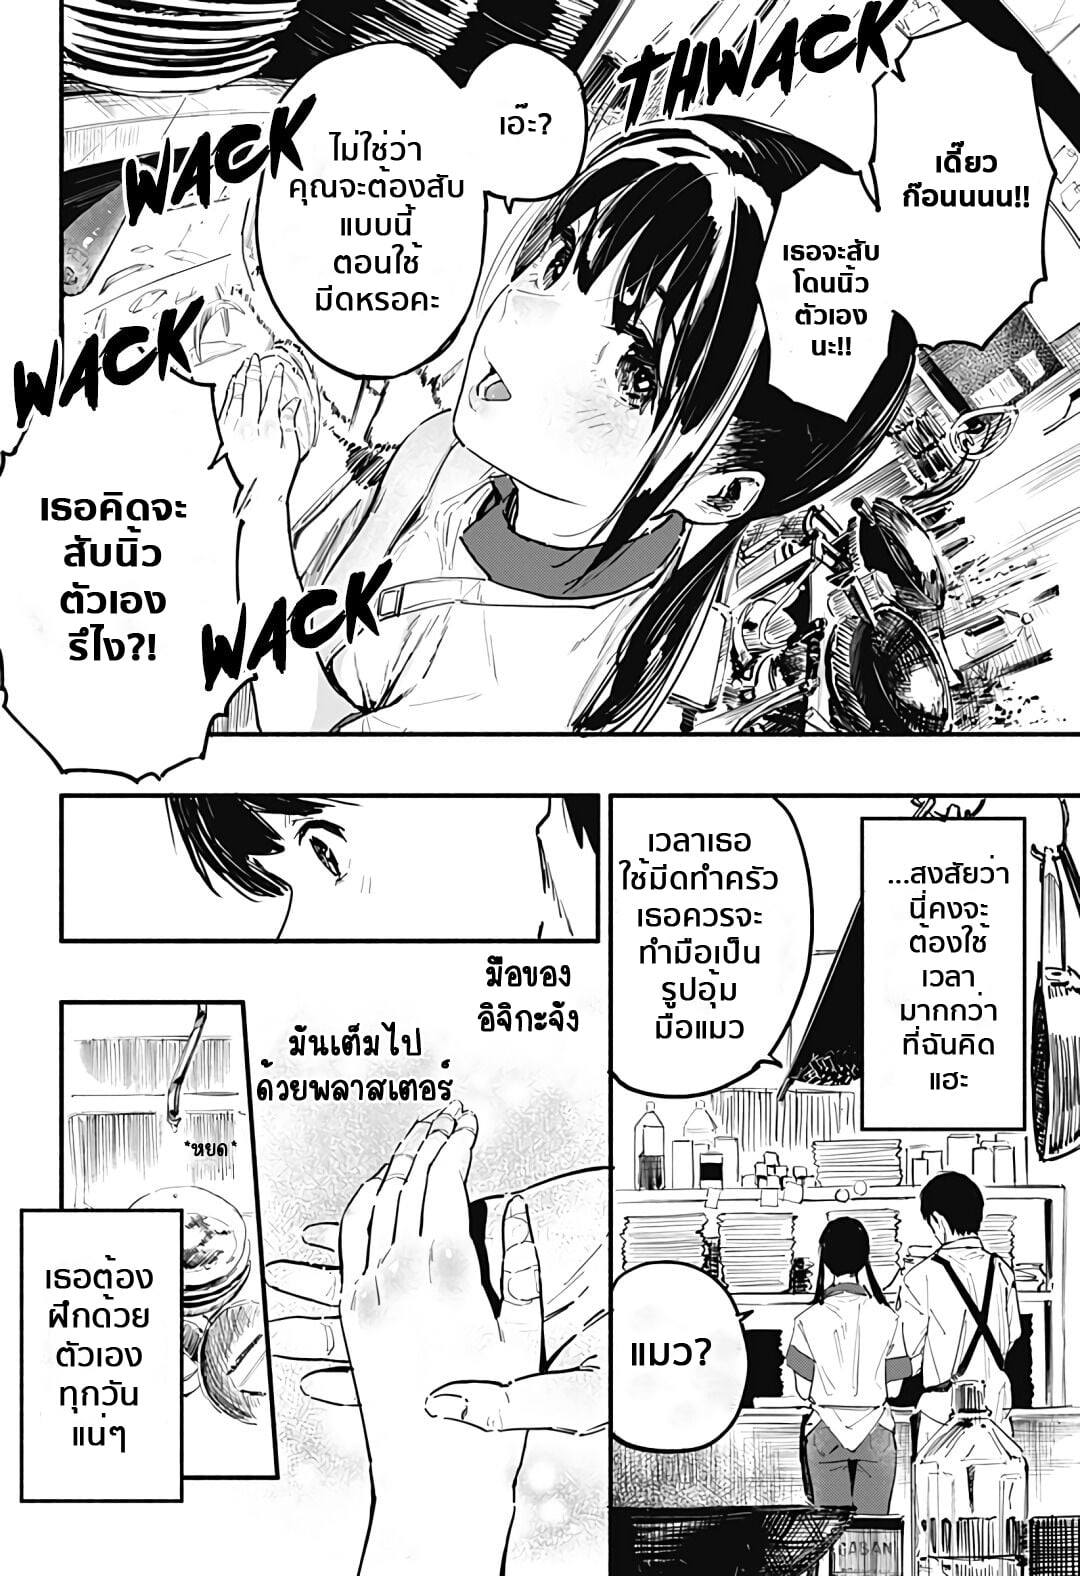 THWACK
เดี๊ยว
ก๊อนนนน!!
เธอจะสับ
โดนนิ้ว
ตัวเอง
นะ!!
เอ๊ะ?
ไม่ใช่ว่า
คุณจะต้องสับ
แบบนี้
ตอนใช้
มีดหรอคะ
WACK
WACK
WACK
เธอคิดจะ
สับนิ้ว
ตัวเอง
รึไง?!
...สงสัยว่า
นี่คงจะ
ต้องใช้
เวลา
มากกว่า
ที่ฉันคิด
แฮะ
เวลาเธอ
ใช้มีดทำครัว
เธอควรจะ
ทำมือเป็น
รูปอุ้ม
มือแมว
แมว?
GABAN
มือของ
อิจิกะจัง
มันเต็มไป
ด้วยพลาสเตอร์
*หยด*
เธอต้อง
ฝึกด้วย
ตัวเอง
ทุกวัน
แน่ๆ